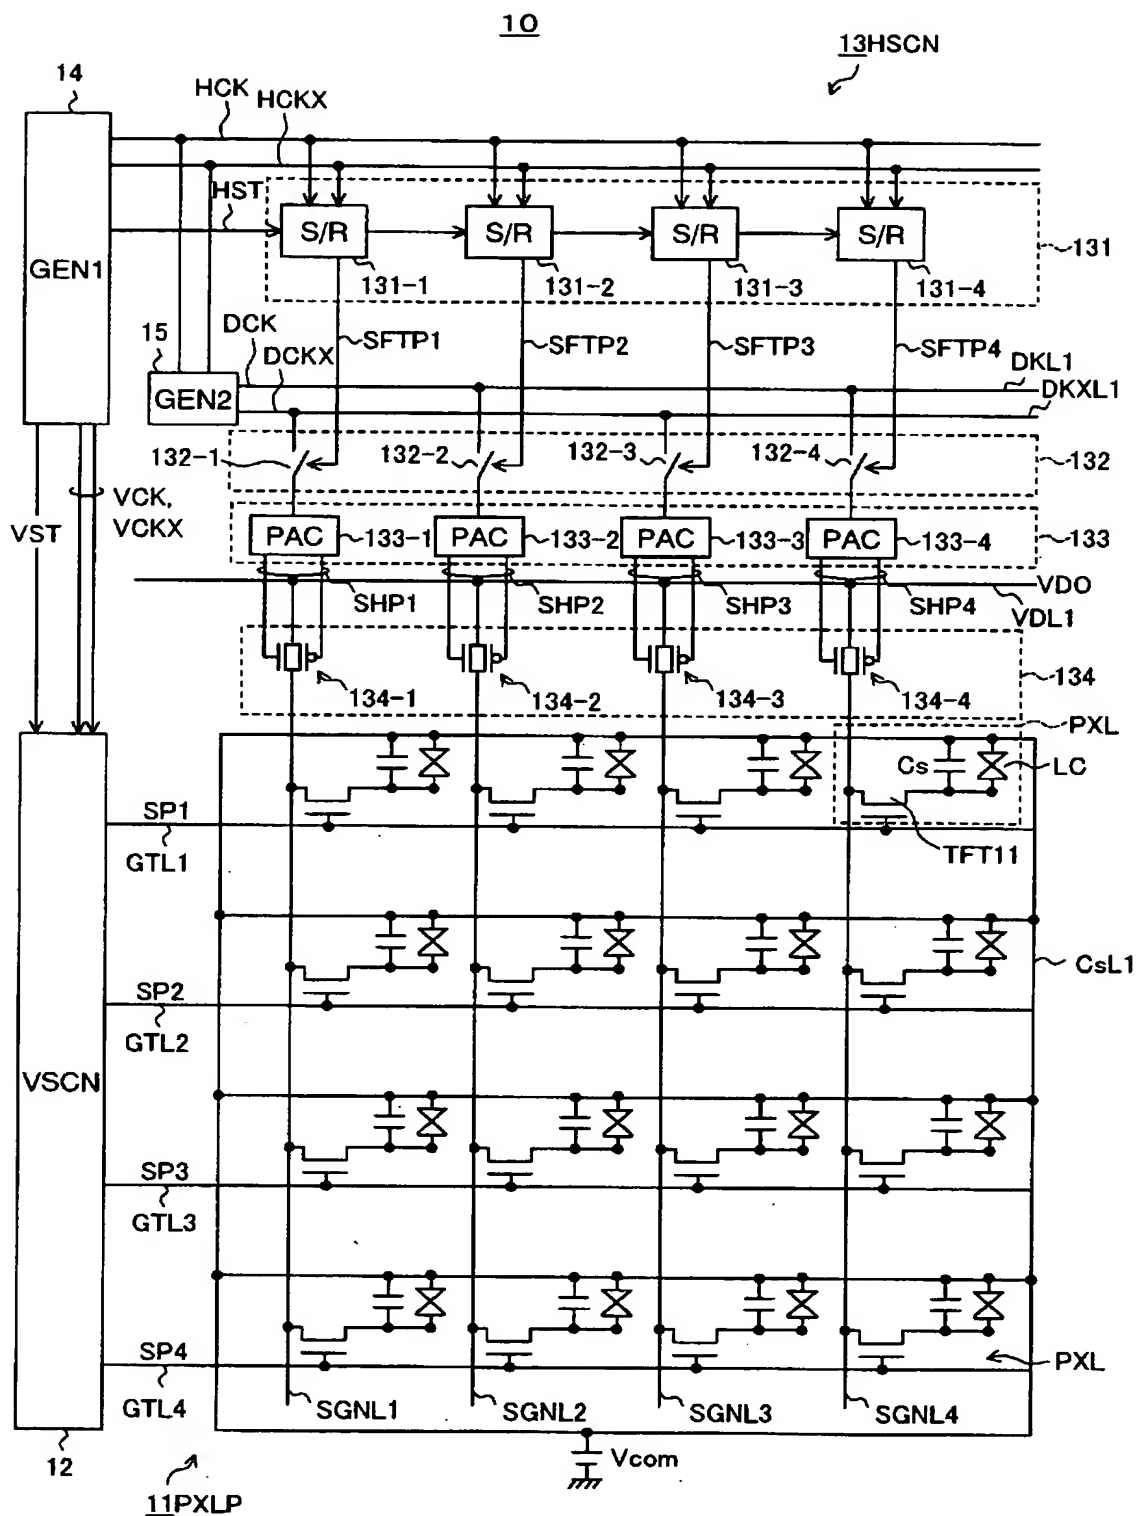 10
13HSCN
14
HCK
HCKX
HST
GEN1
S/R
S/R
S/R
S/R
131
131-1
131-2
131-3
131-4
15
DCK
DCKX
SFTP1
SFTP2
SFTP3
SFTP4
DKL1
DKXL1
GEN2
132-1
132-2
132-3
132-4
132
VST
VCK,
VCKX
PAC
133-1
PAC
133-2
PAC
133-3
PAC
133-4
133
SHP1
SHP2
SHP3
SHP4
VDO
VDL1
134-1
134-2
134-3
134-4
134
PXL
Cs
LC
SP1
GTL1
TFT11
SP2
GTL2
CsL1
VSCN
SP3
GTL3
SP4
GTL4
PXL
SGNL1
SGNL2
SGNL3
SGNL4
12
Vcom
11PXLP